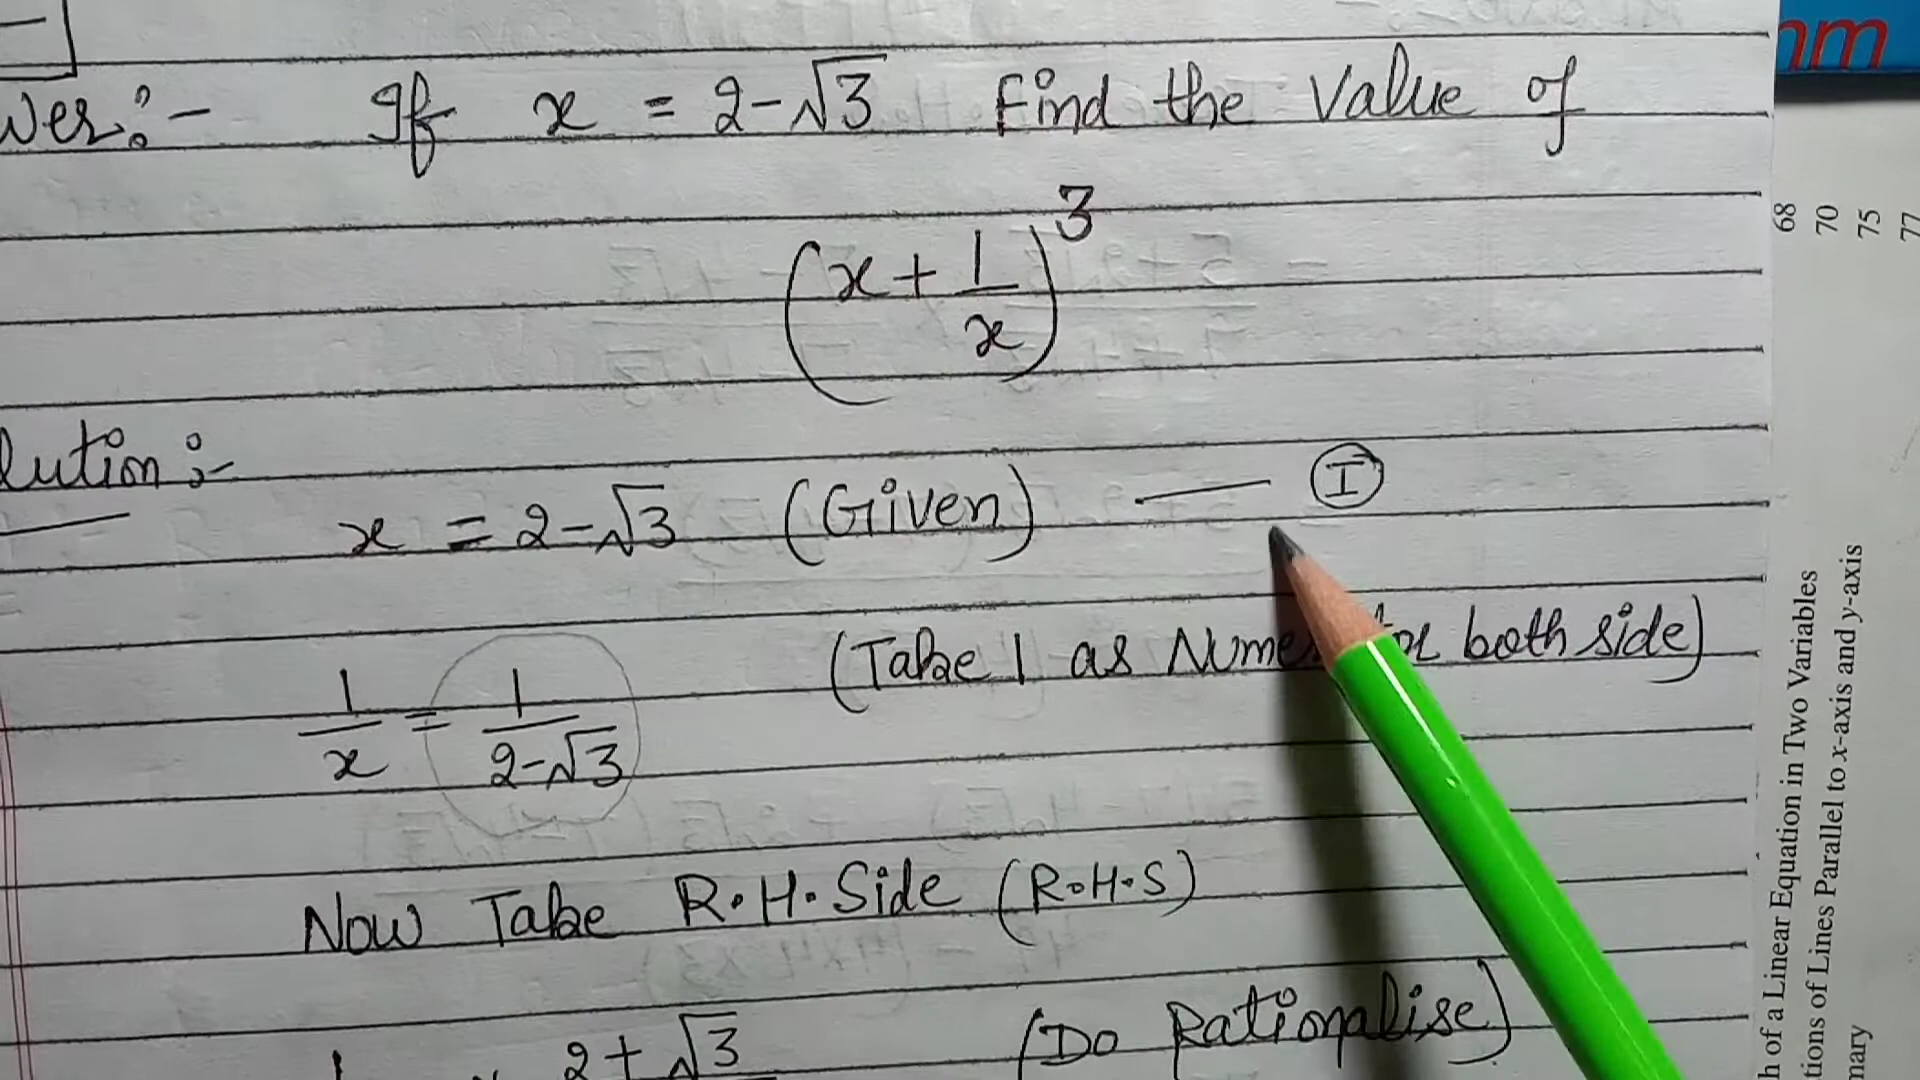 wer:- If x = 2-√3 Find the Value of
(x + 1/x)^3
lution:-
x = 2-√3 (Given) — I
1/x = 1/2-√3 (Take 1 as both side)
Now Take R.H.Side (R.H.S)
2+√3 (Do Rationalise)
68
70
75
77
h of a Linear Equation in Two Variables
tions of Lines Parallel to x-axis and y-axis
mary